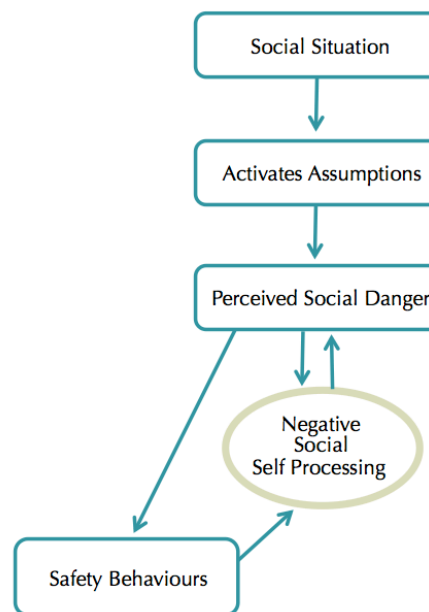 Social Situation
Activates Assumptions
Perceived Social Danger
Negative
Social
Self Processing
Safety Behaviours